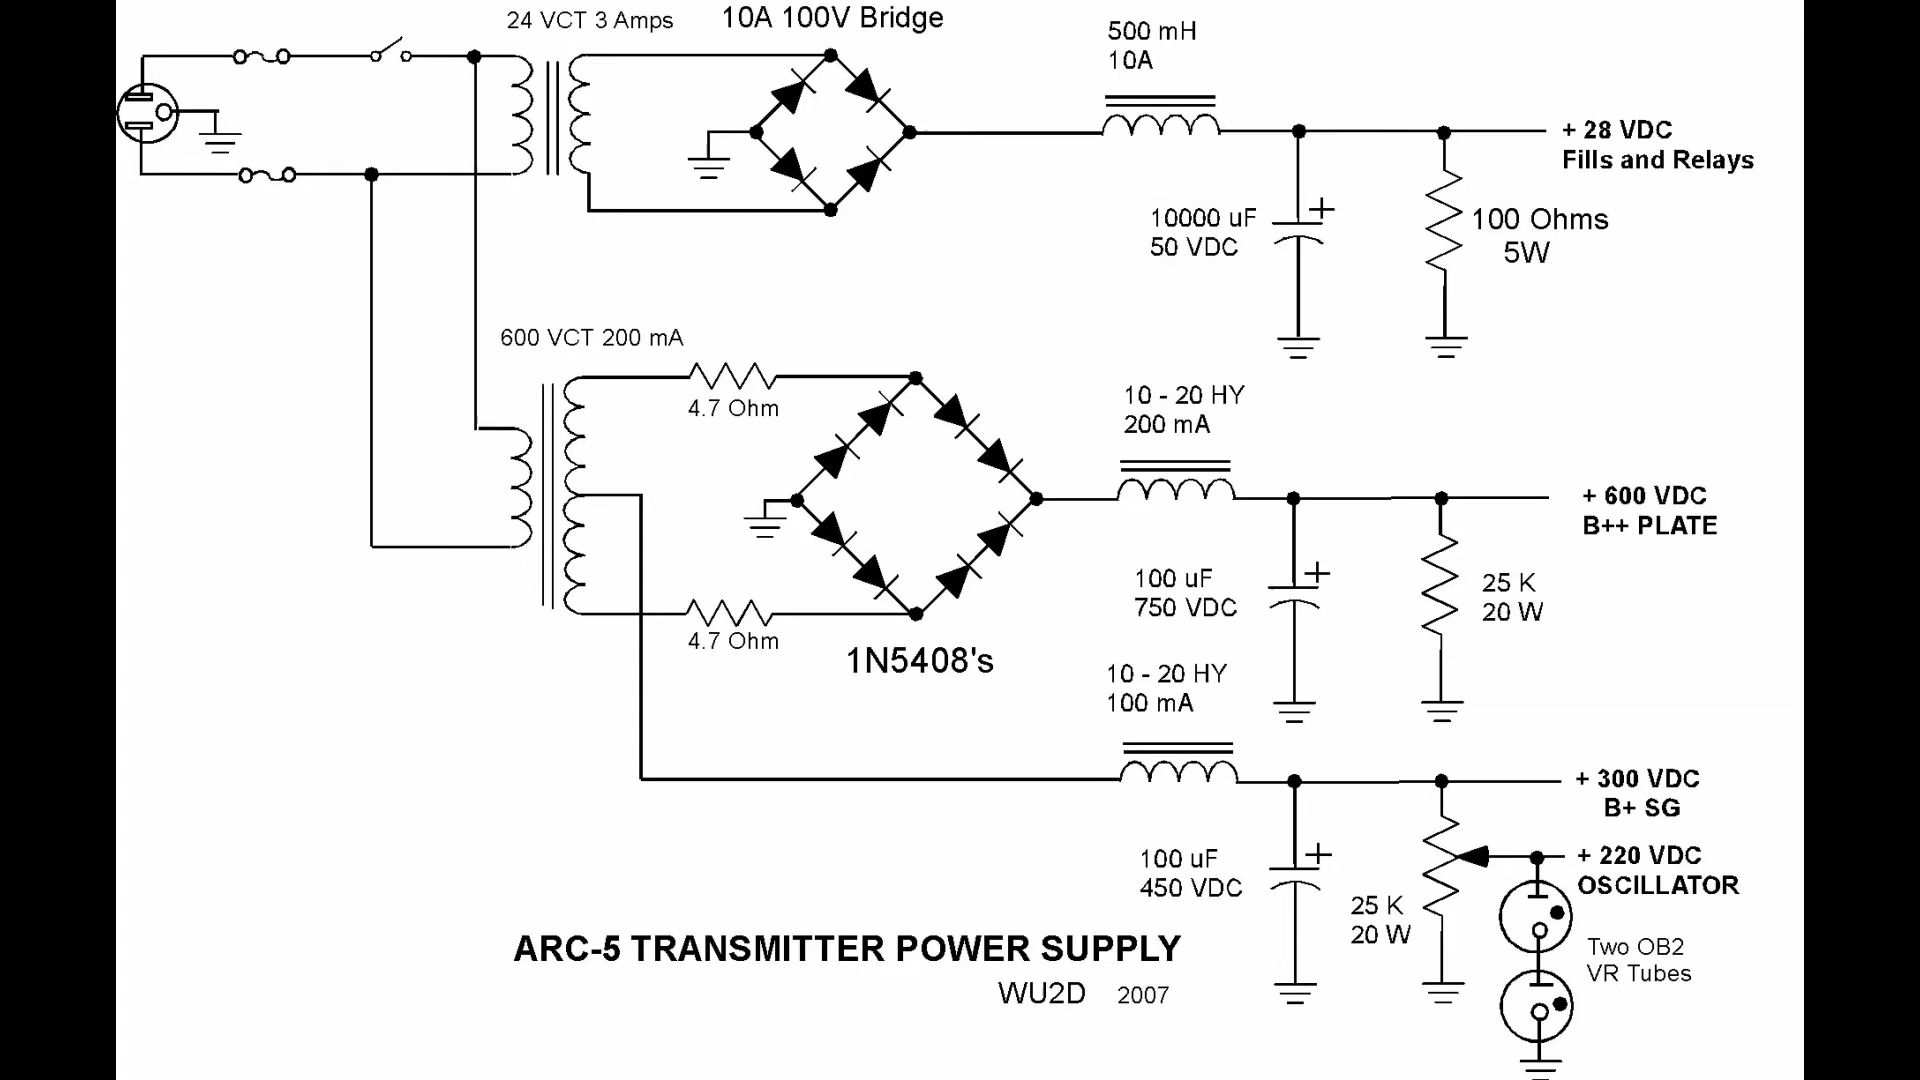 24 VCT 3 Amps
10A 100V Bridge
500 mH
10A
+ 28 VDC
Fills and Relays
10000 uF
50 VDC
+
100 Ohms
5W
600 VCT 200 mA
4.7 Ohm
10 - 20 HY
200 mA
+ 600 VDC
B++ PLATE
100 uF
750 VDC
+
25 K
20 W
4.7 Ohm
1N5408's
10 - 20 HY
100 mA
+ 300 VDC
B+ SG
100 uF
450 VDC
+
+ 220 VDC
OSCILLATOR
25 K
20 W
Two OB2
VR Tubes
ARC-5 TRANSMITTER POWER SUPPLY
WU2D 2007